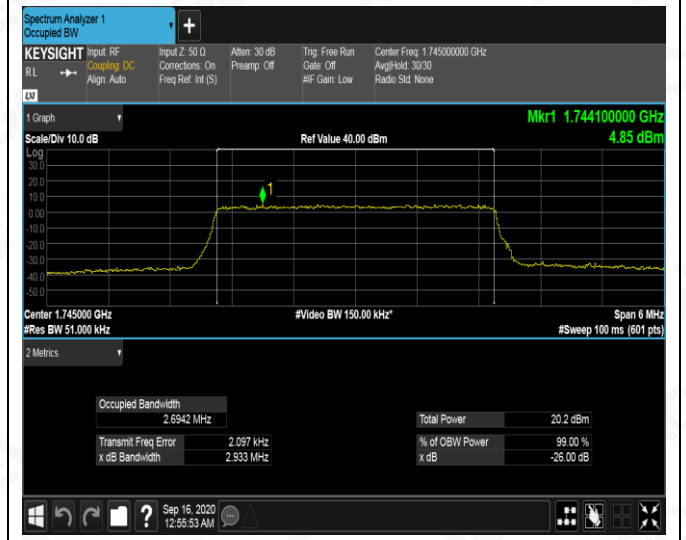 Spectrum Analyzer 1
Occupied BW
+
KEYSIGHT
RL
LXI
Input: RF
Coupling: DC
Align: Auto
Input Z: 50 Ω
Corrections: On
Freq Ref: Int (S)
Atten: 30 dB
Preamp: Off
Trig: Free Run
Gate: Off
#IF Gain: Low
Center Freq: 1.745000000 GHz
Avg|Hold: 30/30
Radio Std: None
1 Graph
Mkr1 1.744100000 GHz
4.85 dBm
Scale/Div 10.0 dB
Ref Value 40.00 dBm
Log
30.0
20.0
10.0
0.00
-10.0
-20.0
-30.0
-40.0
-50.0
1
Center 1.745000 GHz
#Video BW 150.00 kHz*
Span 6 MHz
#Res BW 51.000 kHz
#Sweep 100 ms (601 pts)
2 Metrics
Occupied Bandwidth
2.6942 MHz
Total Power 20.2 dBm
Transmit Freq Error 2.097 kHz
% of OBW Power 99.00 %
x dB Bandwidth 2.933 MHz
x dB -26.00 dB
?
Sep 16, 2020
12:55:53 AM